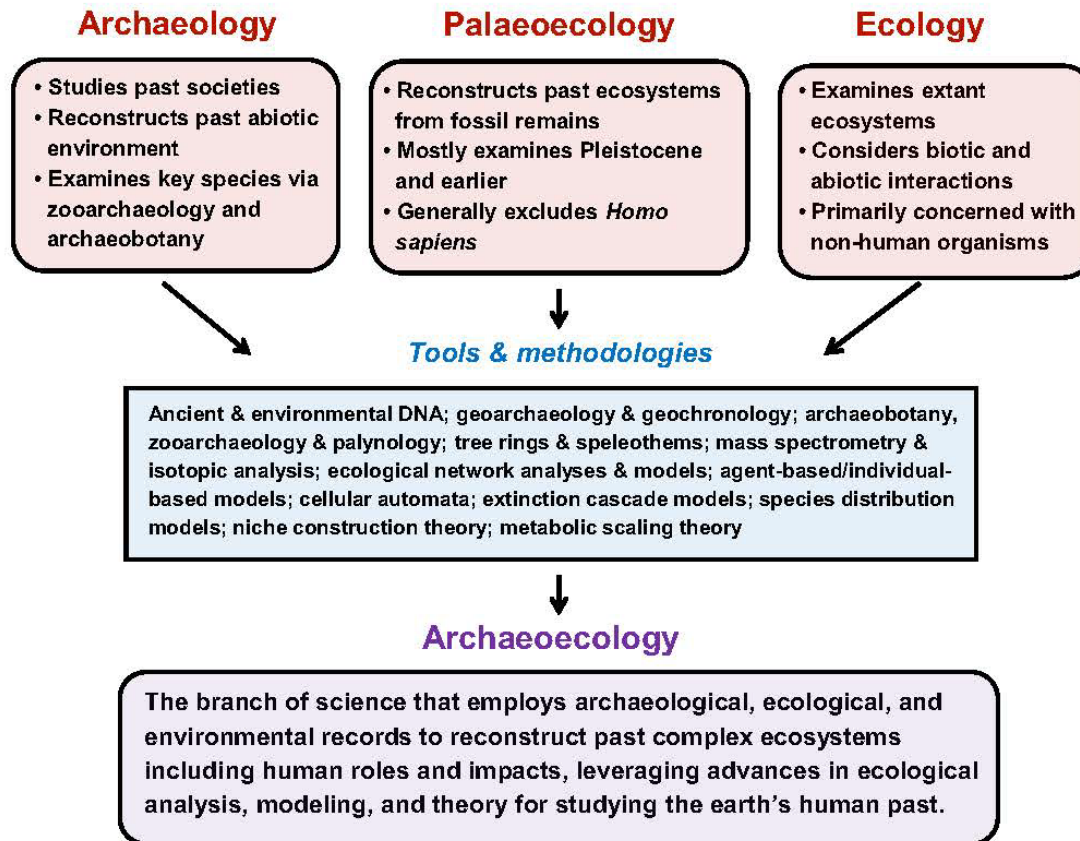 Archaeology
• Studies past societies
• Reconstructs past abiotic
environment
• Examines key species via
zooarchaeology and
archaeobotany
Palaeoecology
• Reconstructs past ecosystems
from fossil remains
• Mostly examines Pleistocene
and earlier
• Generally excludes Homo
sapiens
Ecology
• Examines extant
ecosystems
• Considers biotic and
abiotic interactions
• Primarily concerned with
non-human organisms
Tools & methodologies
Ancient & environmental DNA; geoarchaeology & geochronology; archaeobotany,
zooarchaeology & palynology; tree rings & speleothems; mass spectrometry &
isotopic analysis; ecological network analyses & models; agent-based/individual-
based models; cellular automata; extinction cascade models; species distribution
models; niche construction theory; metabolic scaling theory
Archaeoecology
The branch of science that employs archaeological, ecological, and
environmental records to reconstruct past complex ecosystems
including human roles and impacts, leveraging advances in ecological
analysis, modeling, and theory for studying the earth's human past.